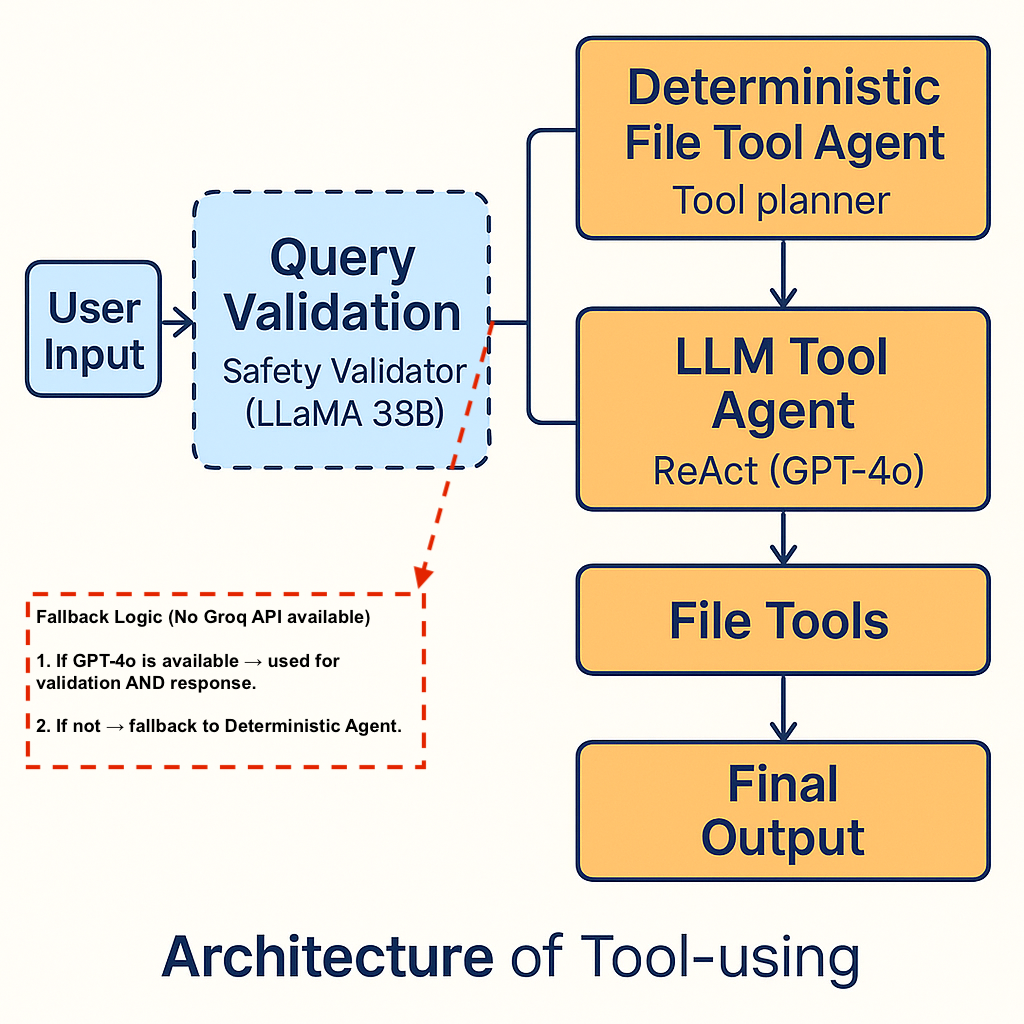 User
Input
Query
Validation
Safety Validator
(LLaMA 33B)
Deterministic
File Tool Agent
Tool planner
LLM Tool
Agent
ReAct (GPT-4o)
File Tools
Final
Output
Fallback Logic (No Groq API available)
1. If GPT-4o is available → used for
validation AND response.
2. If not → fallback to Deterministic Agent.
Architecture of Tool-using